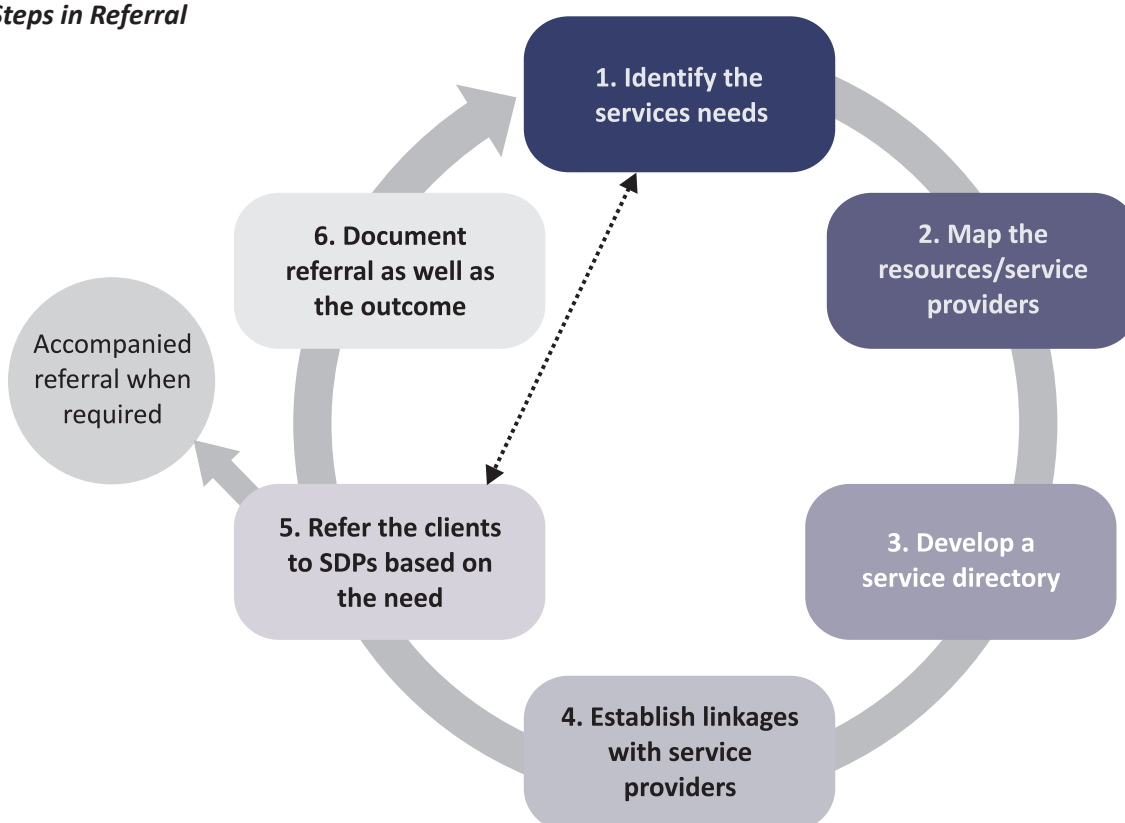 Steps in Referral
1. Identify the
services needs
2. Map the
resources/service
providers
3. Develop a
service directory
4. Establish linkages
with service
providers
5. Refer the clients
to SDPs based on
the need
6. Document
referral as well as
the outcome
Accompanied
referral when
required